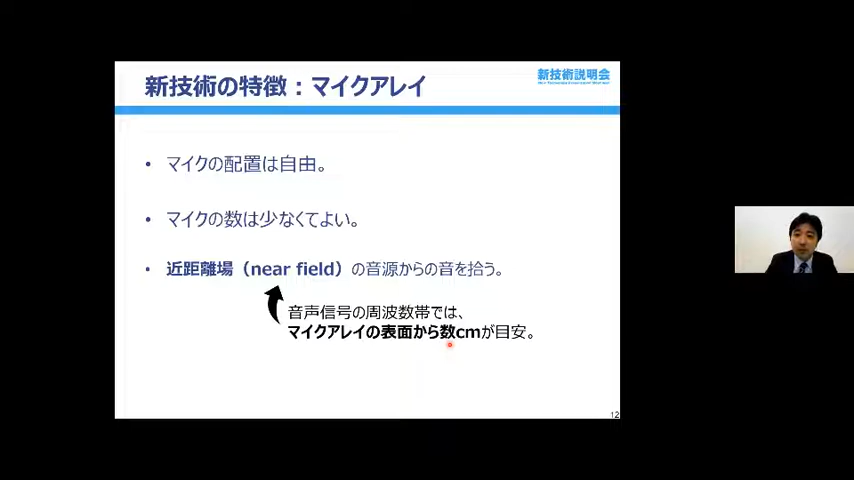 新技術の特徴：マイクアレイ
新技術説明会
• マイクの配置は自由。
• マイクの数は少なくてよい。
• 近距離場（near field）の音源からの音を拾う。
音声信号の周波数帯では、
マイクアレイの表面から数cmが目安。
12